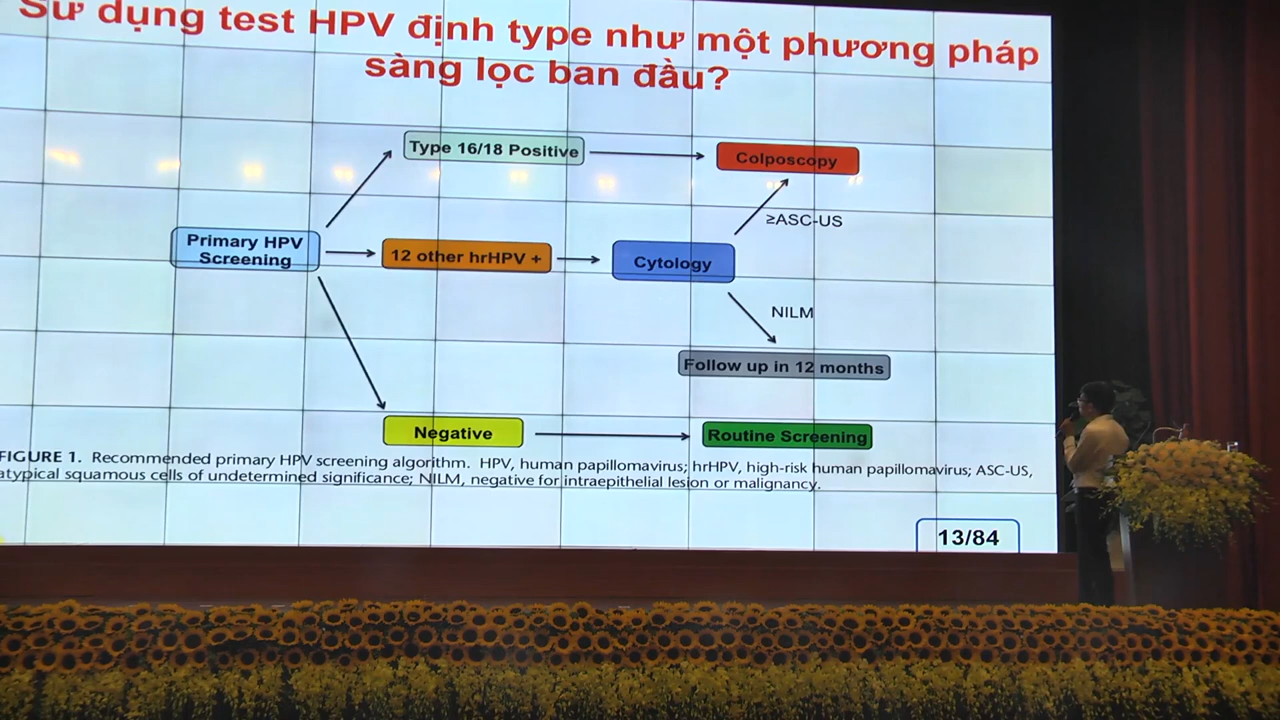 Sử dụng test HPV định type như một phương pháp
sàng lọc ban đầu?
Type 16/18 Positive
Colposcopy
≥ASC-US
Primary HPV
Screening
12 other hrHPV +
Cytology
NILM
Follow up in 12 months
Negative
Routine Screening
FIGURE 1. Recommended primary HPV screening algorithm. HPV, human papillomavirus; hrHPV, high-risk human papillomavirus; ASC-US,
atypical squamous cells of undetermined significance; NILM, negative for intraepithelial lesion or malignancy.
13/84